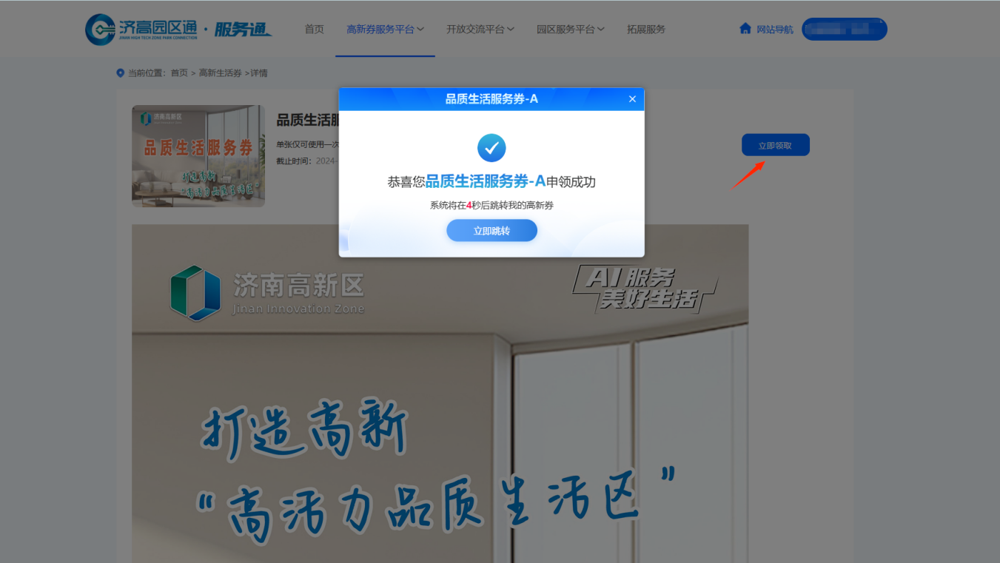 济高园区通·服务通
JINAN HIGH TECH ZONE PARK CONNECTION
首页
高新券服务平台
开放交流平台
园区服务平台
拓展服务
网站导航
当前位置：首页 > 高新生活券 >详情
品质生活服务券-A
恭喜您品质生活服务券-A申领成功
系统将在4秒后跳转我的高新券
立即跳转
济南高新区
品质生活服务券
打造高新
“高活力品质生活区”
品质生活服
单张仅可使用一次
截止时间：2024-
立即领取
济南高新区
Jinan Innovation Zone
AI服务
美好生活
打造高新
“高活力品质生活区”